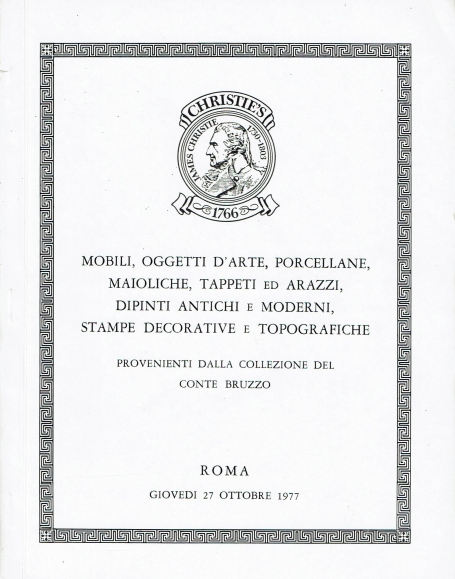 CHRISTIE'S
JAMES CHRISTIE 1730-1803
1766
MOBILI, OGGETTI D'ARTE, PORCELLANE,
MAIOLICHE, TAPPETI ED ARAZZI,
DIPINTI ANTICHI E MODERNI,
STAMPE DECORATIVE E TOPOGRAFICHE
PROVENIENTI DALLA COLLEZIONE DEL
CONTE BRUZZO
ROMA
GIOVEDI 27 OTTOBRE 1977